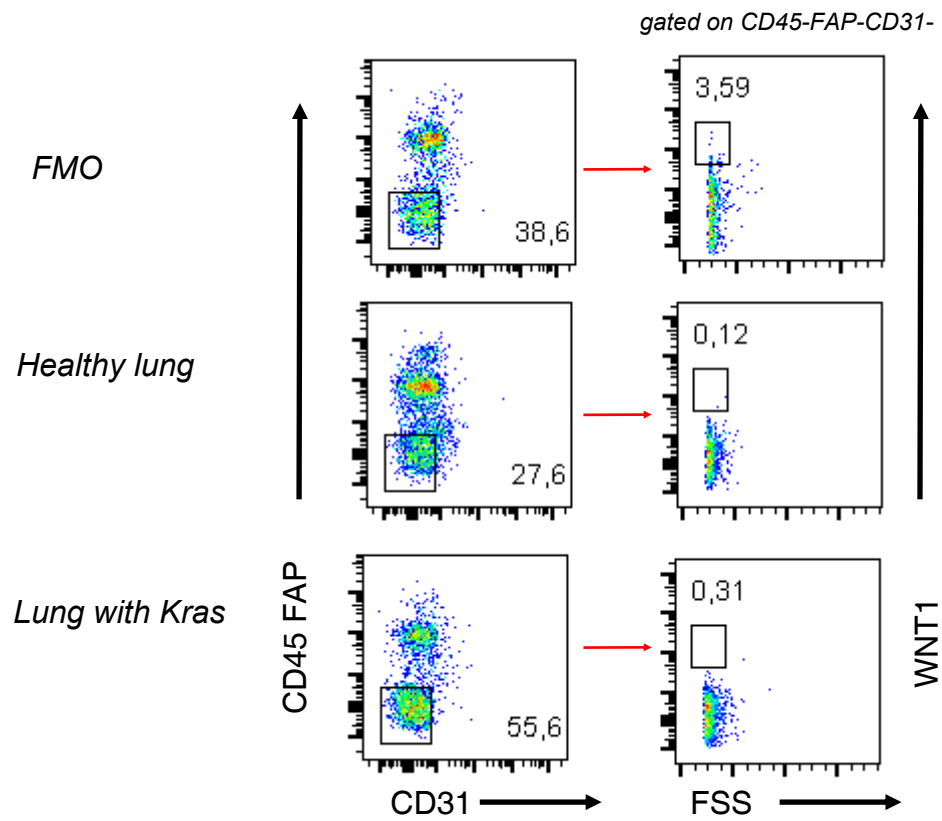 gated on CD45-FAP-CD31-
FMO
3,59
38,6
Healthy lung
0,12
27,6
Lung with Kras
0,31
55,6
CD45 FAP
WNT1
CD31
FSS